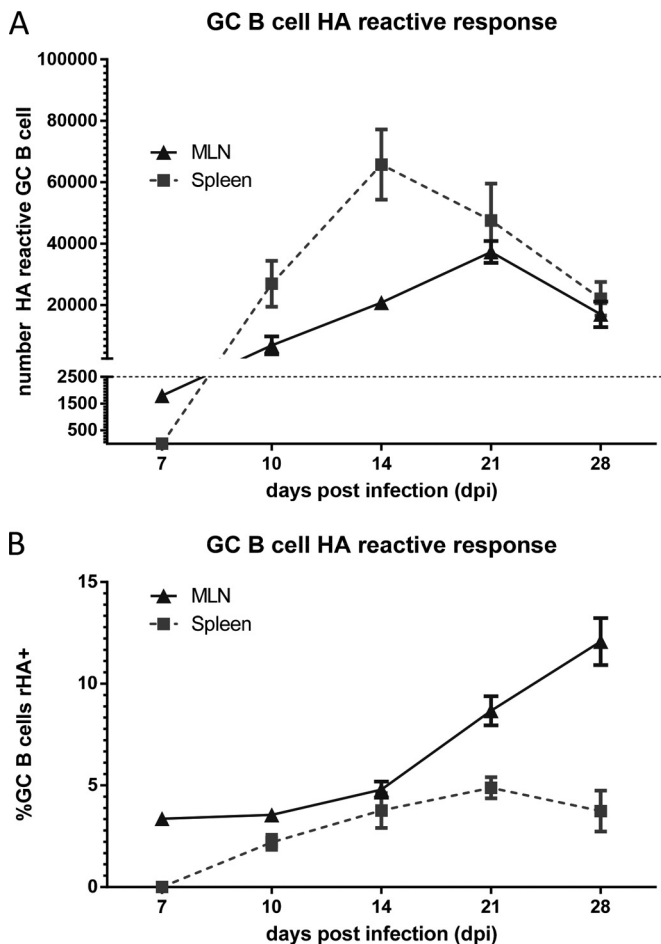 A
GC B cell HA reactive response
number HA reactive GC B cell
100000
80000
60000
40000
20000
2500
1500
500
MLN
Spleen
7 10 14 21 28
days post infection (dpi)
B
GC B cell HA reactive response
%GC B cells rHA+
15
10
5
0
MLN
Spleen
7 10 14 21 28
days post infection (dpi)